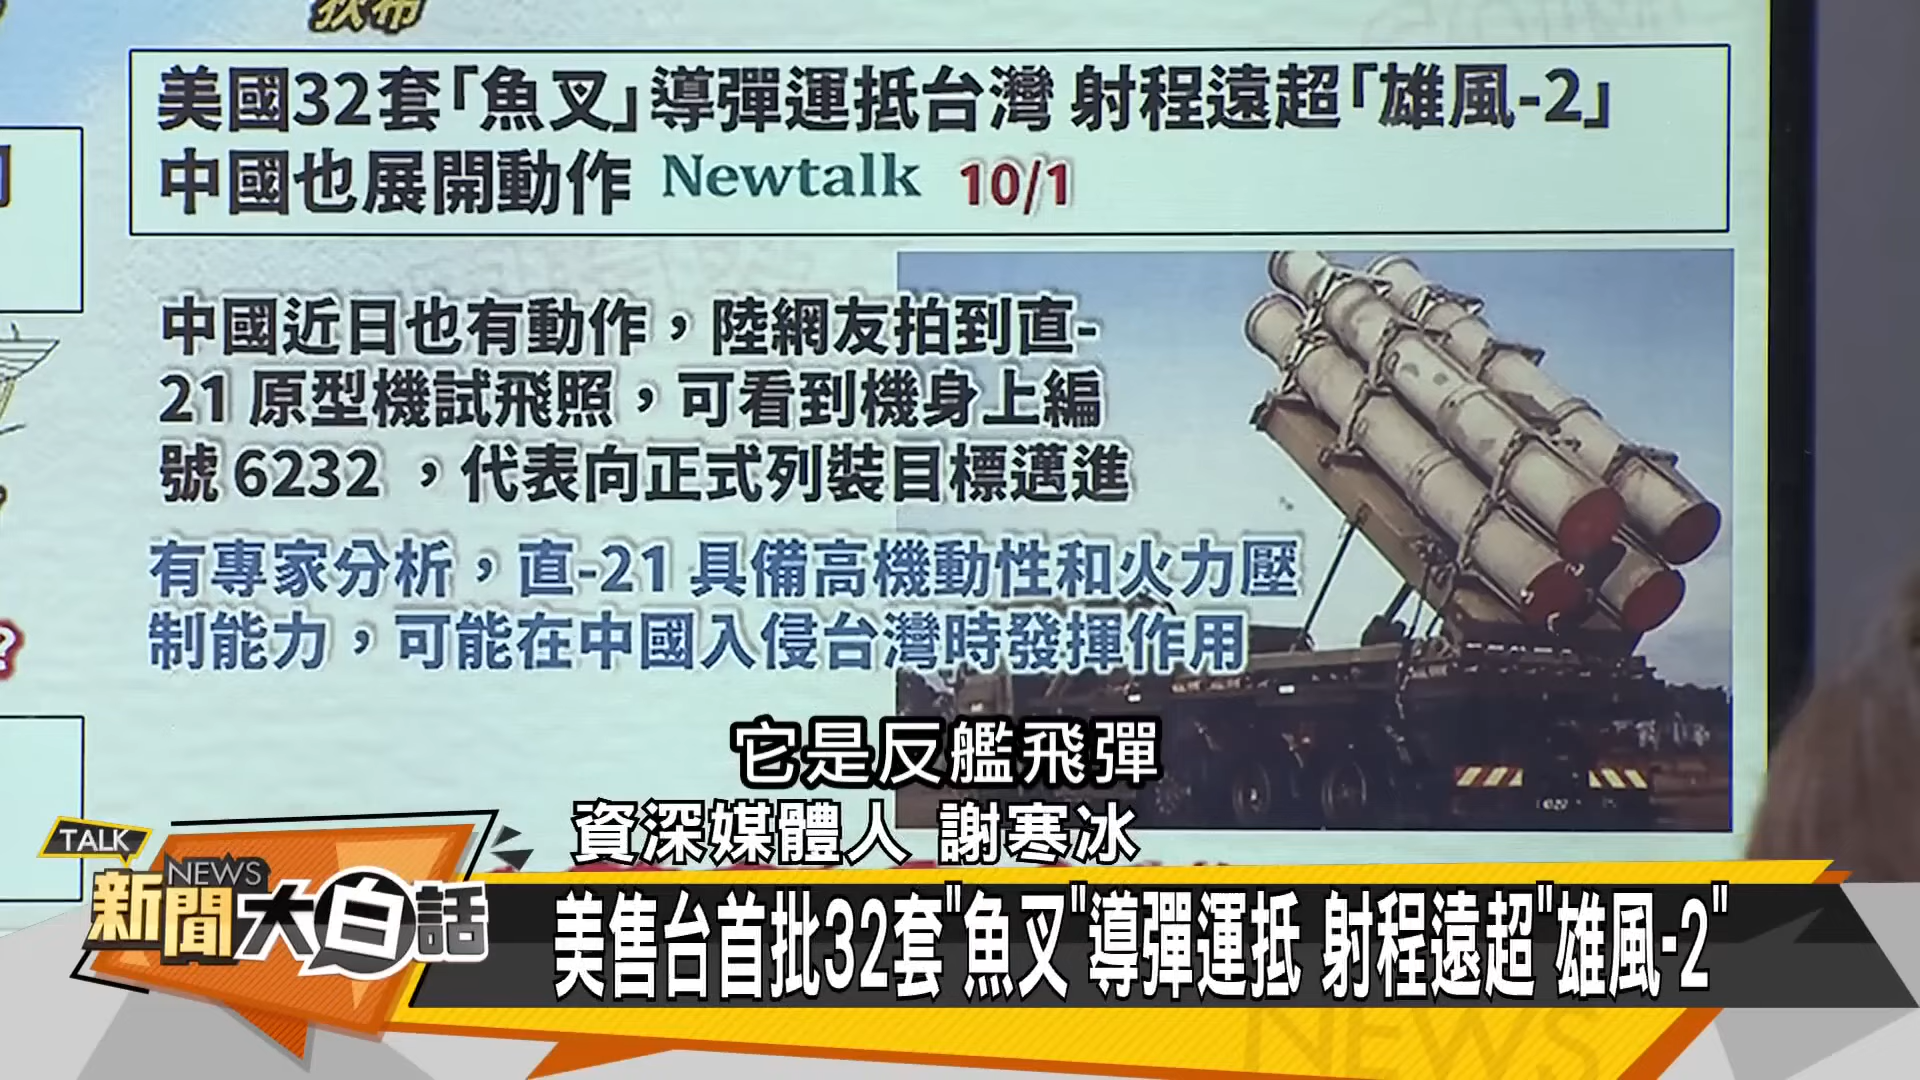 狄布
美國32套「魚叉」導彈運抵台灣 射程遠超「雄風-2」
中國也展開動作 Newtalk 10/1
中國近日也有動作，陸網友拍到直-
21 原型機試飛照，可看到機身上編
號 6232 ，代表向正式列裝目標邁進
有專家分析，直-21 具備高機動性和火力壓
制能力，可能在中國入侵台灣時發揮作用
?
它是反艦飛彈
資深媒體人 謝寒冰
TALK
NEWS
新聞大白話
美售台首批32套"魚叉"導彈運抵 射程遠超"雄風-2"
NEWS